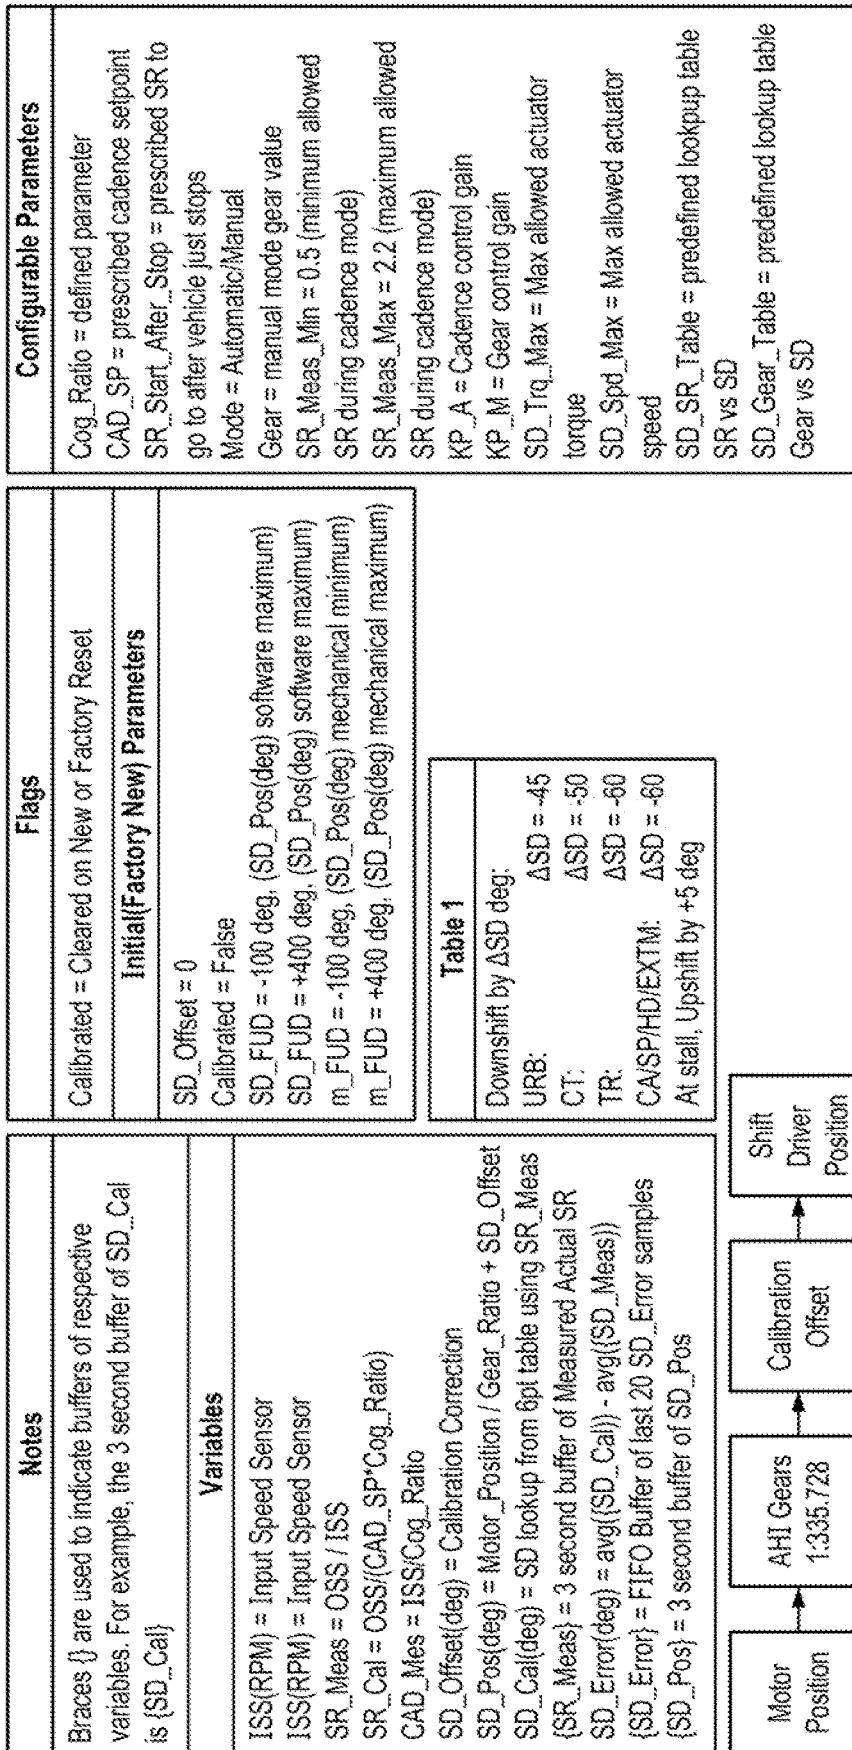 Notes
Braces {} are used to indicate buffers of respective
variables. For example, the 3 second buffer of SD_Cal
is {SD_Cal}
Variables
ISS(RPM) = Input Speed Sensor
ISS(RPM) = Input Speed Sensor
SR_Meas = OSS / ISS
SR_Cal = OSS/(CAD_SP*Cog_Ratio)
CAD_Mes = ISS/Cog_Ratio
SD_Offset(deg) = Calibration Correction
SD_Pos(deg) = Motor_Position / Gear_Ratio + SD_Offset
SD_Cal(deg) = SD lookup from 6pt table using SR_Meas
{SR_Meas} = 3 second buffer of Measured Actual SR
SD_Error(deg) = avg({SD_Cal}) - avg({SD_Meas})
{SD_Error} = FIFO Buffer of last 20 SD_Error samples
{SD_Pos} = 3 second buffer of SD_Pos
Flags
Calibrated = Cleared on New or Factory Reset
Initial(Factory New) Parameters
SD_Offset = 0
Calibrated = False
SD_FUD = -100 deg, (SD_Pos(deg) software maximum)
SD_FUD = +400 deg, (SD_Pos(deg) software maximum)
m_FUD = -100 deg, (SD_Pos(deg) mechanical minimum)
m_FUD = +400 deg, (SD_Pos(deg) mechanical maximum)
Table 1
Downshift by ΔSD deg:
URB: ΔSD = -45
CT: ΔSD = -50
TR: ΔSD = -60
CA/SP/HD/EXTM: ΔSD = -60
At stall, Upshift by +5 deg
Configurable Parameters
Cog_Ratio = defined parameter
CAD_SP = prescribed cadence setpoint
SR_Start_After_Stop = prescribed SR to
go to after vehicle just stops
Mode = Automatic/Manual
Gear = manual mode gear value
SR_Meas_Min = 0.5 (minimum allowed
SR during cadence mode)
SR_Meas_Max = 2.2 (maximum allowed
SR during cadence mode)
KP_A = Cadence control gain
KP_M = Gear control gain
SD_Trq_Max = Max allowed actuator
torque
SD_Spd_Max = Max allowed actuator
speed
SD_SR_Table = predefined lookpup table
SR vs SD
SD_Gear_Table = predefined lookup table
Gear vs SD
Motor
Position
AHI Gears
1:335.728
Calibration
Offset
Shift
Driver
Position